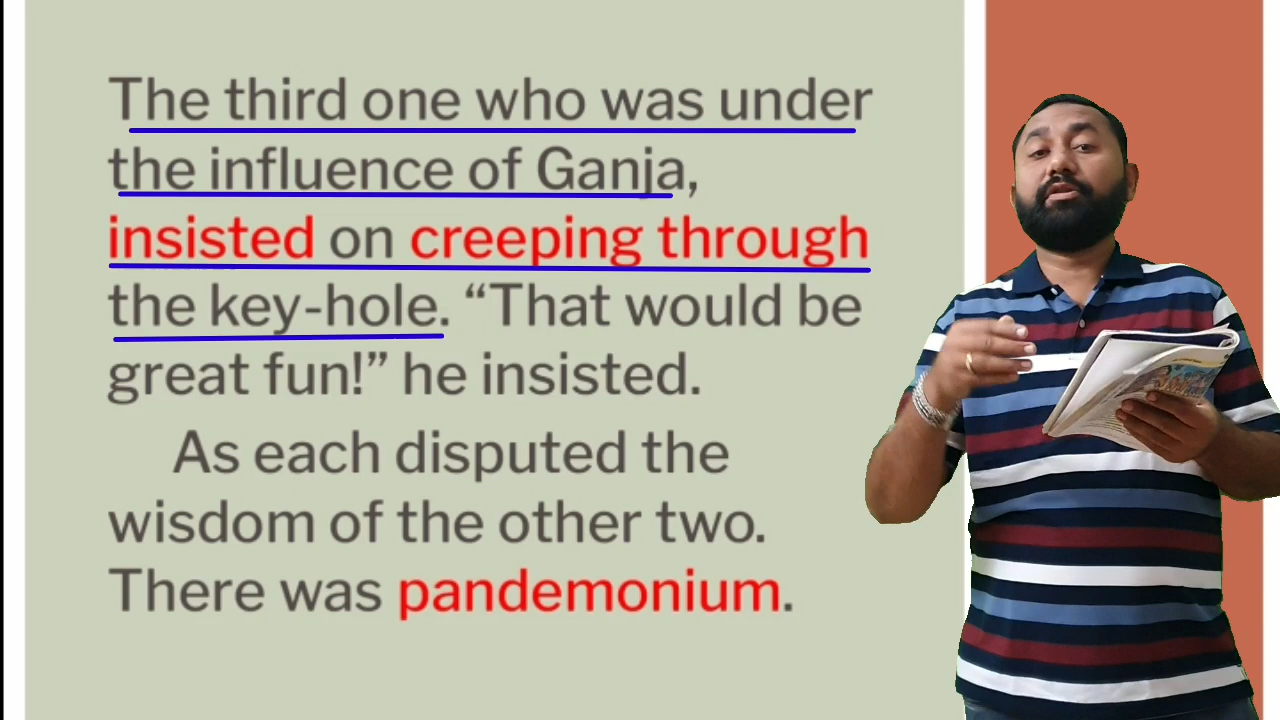 The third one who was under
the influence of Ganja,
insisted on creeping through
the key-hole. “That would be
great fun!” he insisted.
As each disputed the
wisdom of the other two.
There was pandemonium.